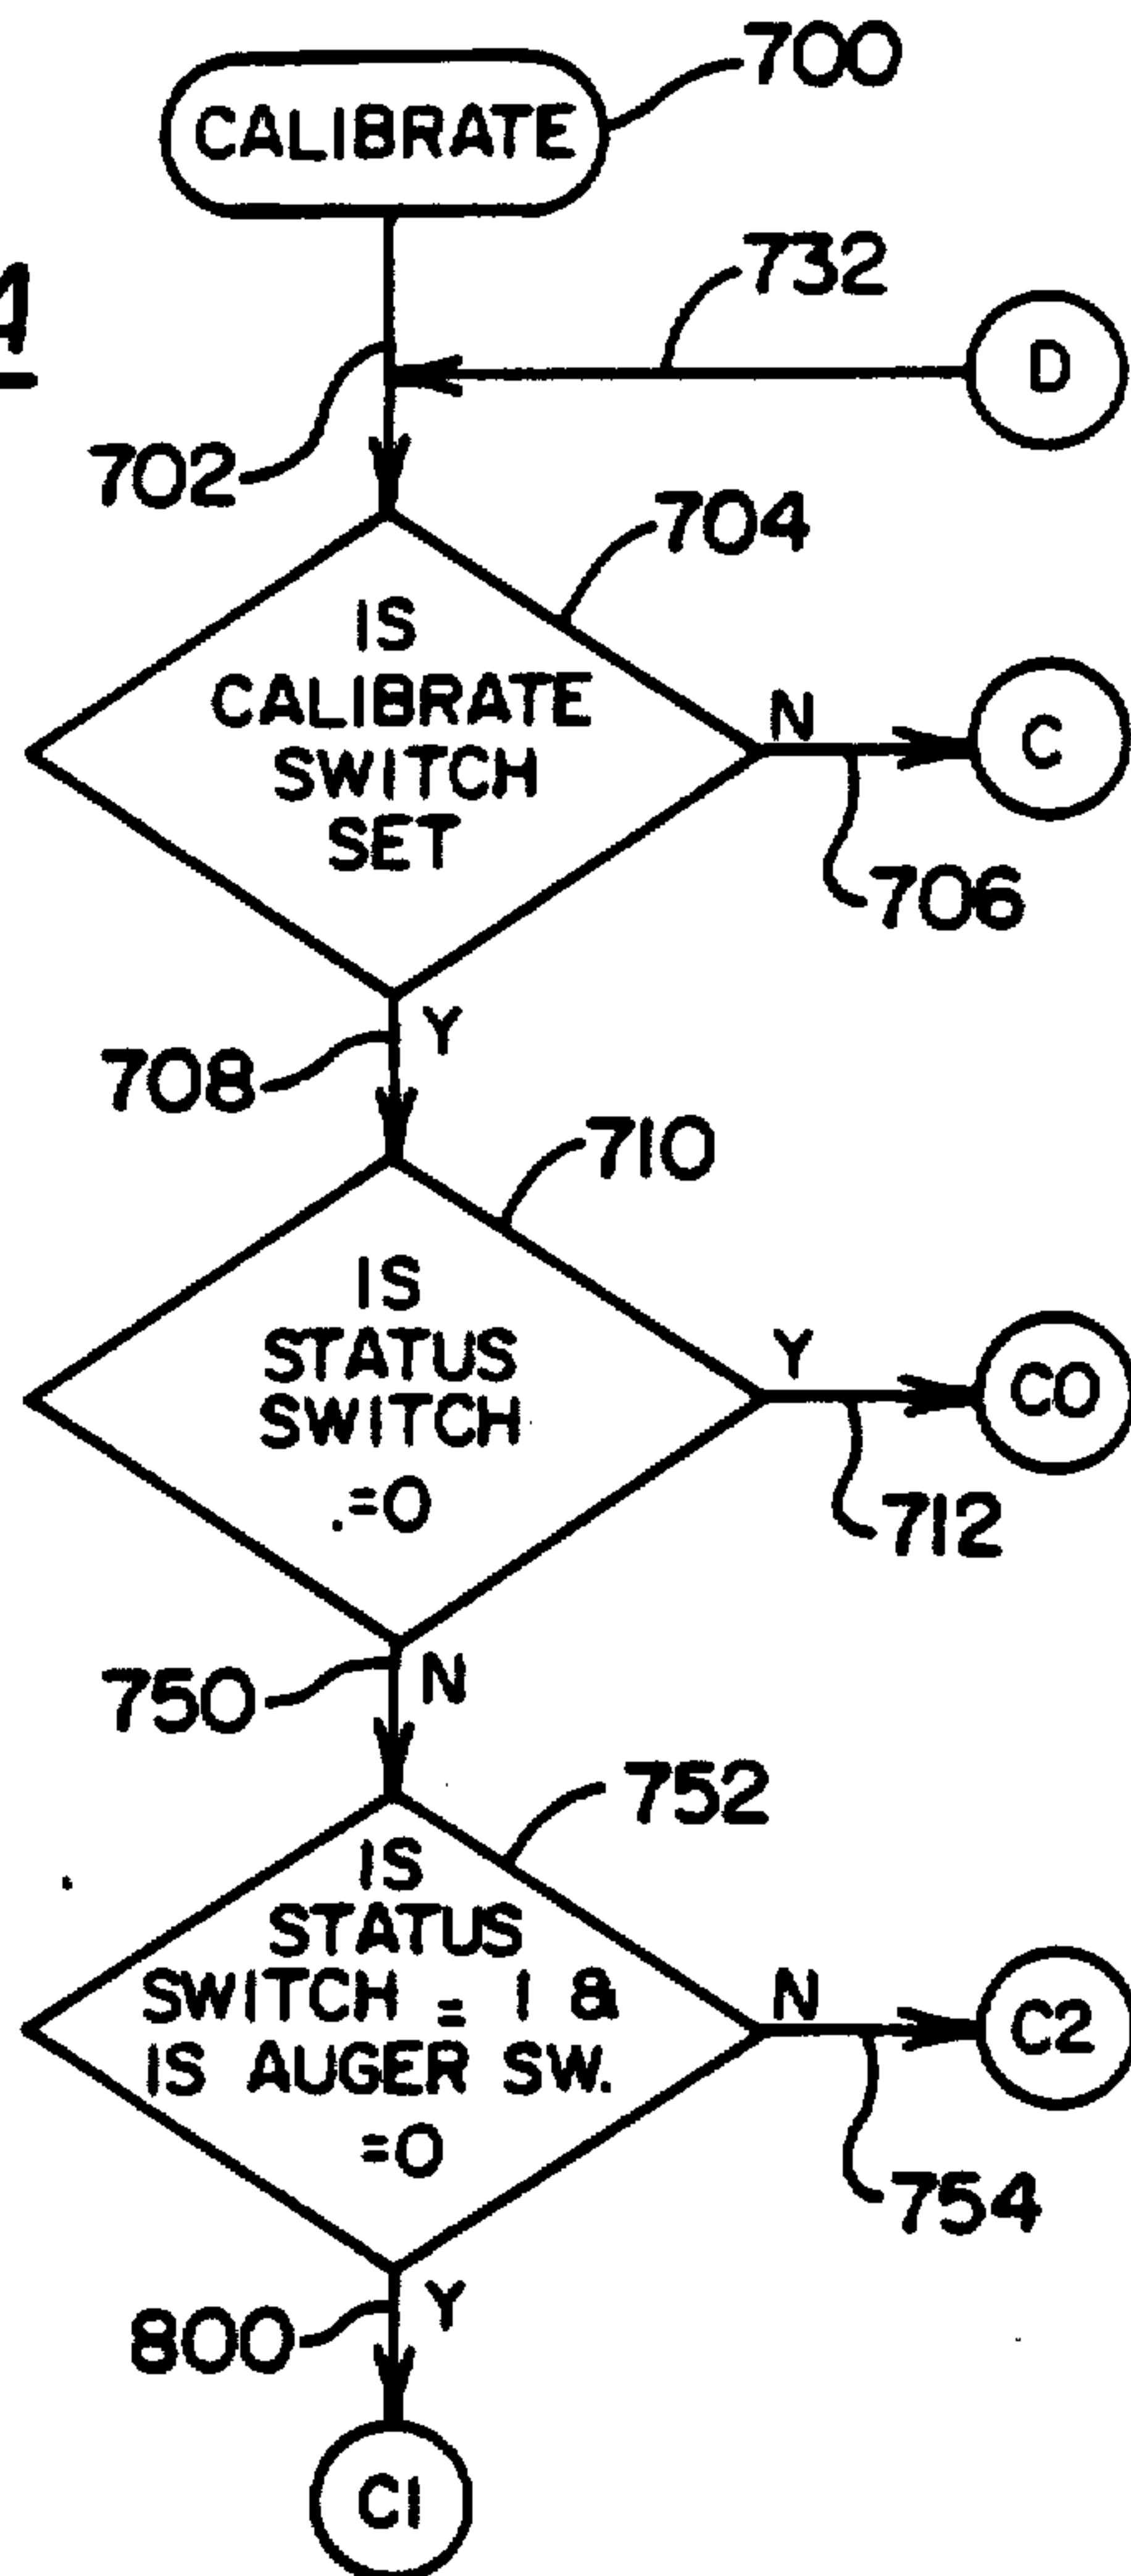 700
CALIBRATE
732
D
702
704
IS
CALIBRATE
SWITCH
SET
N
C
706
Y
708
710
IS
STATUS
SWITCH
.=0
Y
CO
712
N
750
752
IS
STATUS
SWITCH = 1 &
IS AUGER SW.
=0
N
C2
754
Y
800
C1